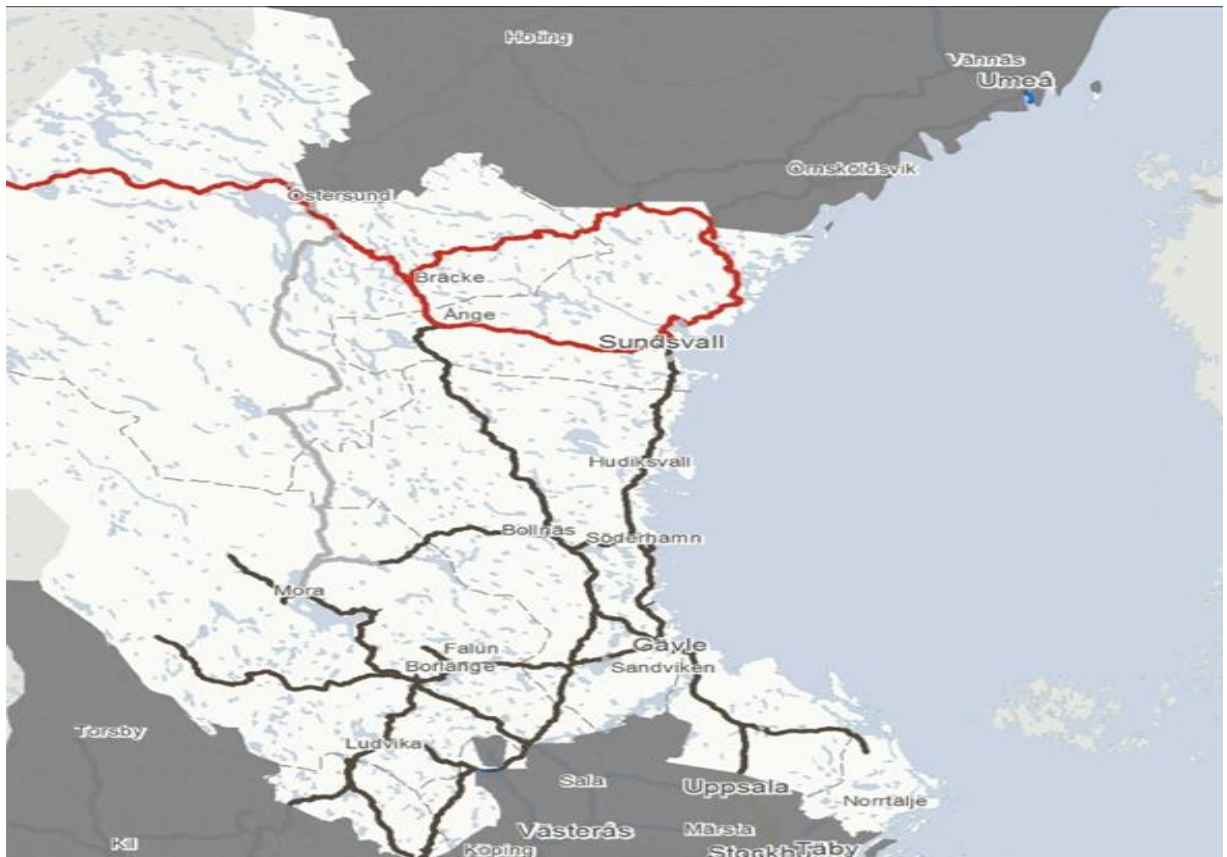 Hoting
Vännäs
Umeå
Örnsköldsvik
Östersund
Bräcke
Ånge
Sundsvall
Hudiksvall
Bollnäs
Söderhamn
Mora
Falun
Gävle
Borlänge
Sandviken
Torsby
Ludvika
Sala
Uppsala
Norrtälje
Västerås
Märsta
Kil
Köping
Täby